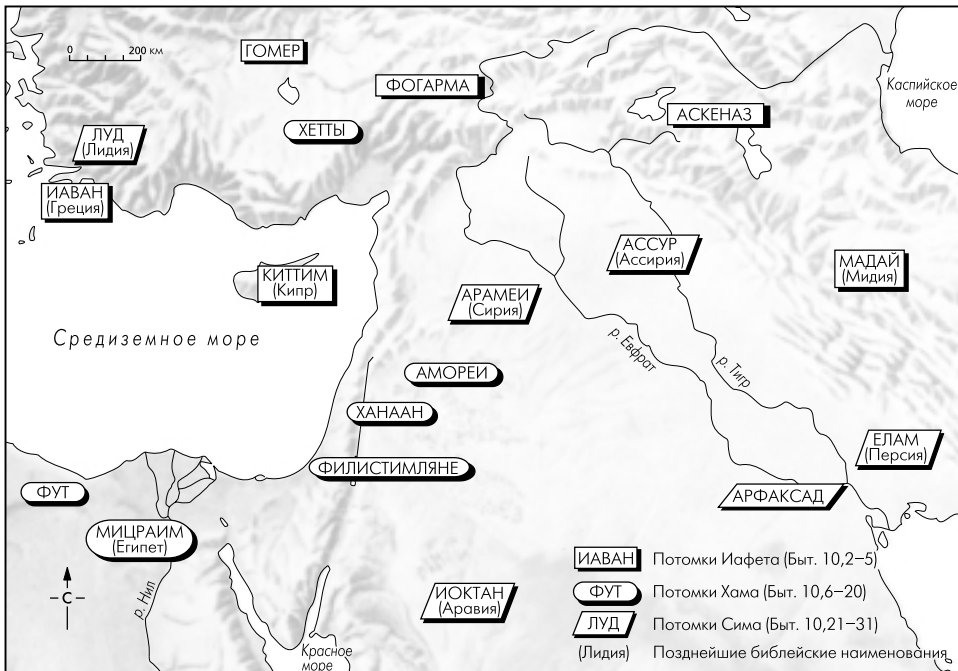 0 200 км
ГОМЕР
ФОГАРМА
Каспийское
море
АСКЕНАЗ
ХЕТТЫ
ЛУД
(Лидия)
ИАВАН
(Греция)
АССУР
(Ассирия)
МАДАЙ
(Мидия)
КИТТИМ
(Кипр)
АРАМЕИ
(Сирия)
Средиземное море
р. Евфрат
р. Тигр
АМОРЕИ
ХАНААН
ЕЛАМ
(Персия)
ФИЛИСТИМЛЯНЕ
ФУТ
АРФАКСАД
МИЦРАИМ
(Египет)
С
р. Нил
ИОКТАН
(Аравия)
Красное
море
ИАВАН Потомки Иафета (Быт. 10,2–5)
ФУТ Потомки Хама (Быт. 10,6–20)
ЛУД Потомки Сима (Быт. 10,21–31)
(Лидия) Позднейшие библейские наименования